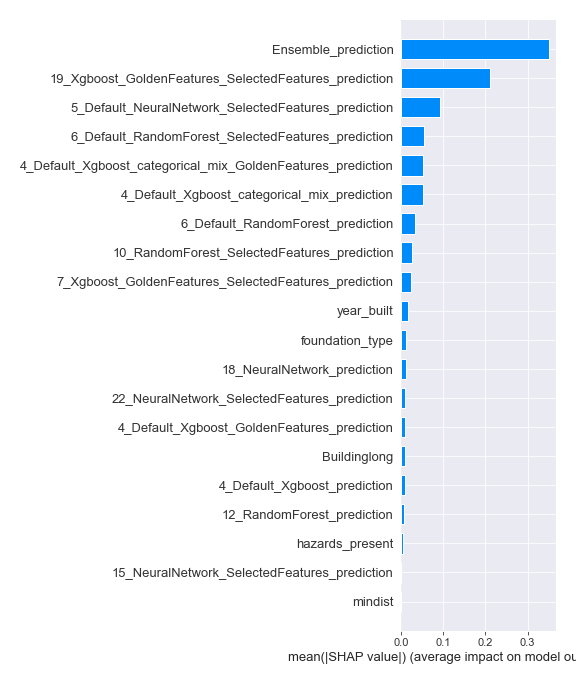 Ensemble_prediction
19_Xgboost_GoldenFeatures_SelectedFeatures_prediction
5_Default_NeuralNetwork_SelectedFeatures_prediction
6_Default_RandomForest_SelectedFeatures_prediction
4_Default_Xgboost_categorical_mix_GoldenFeatures_prediction
4_Default_Xgboost_categorical_mix_prediction
6_Default_RandomForest_prediction
10_RandomForest_SelectedFeatures_prediction
7_Xgboost_GoldenFeatures_SelectedFeatures_prediction
year_built
foundation_type
18_NeuralNetwork_prediction
22_NeuralNetwork_SelectedFeatures_prediction
4_Default_Xgboost_GoldenFeatures_prediction
Buildinglong
4_Default_Xgboost_prediction
12_RandomForest_prediction
hazards_present
15_NeuralNetwork_SelectedFeatures_prediction
mindist
0.0 0.1 0.2 0.3
mean(|SHAP value|) (average impact on model ou